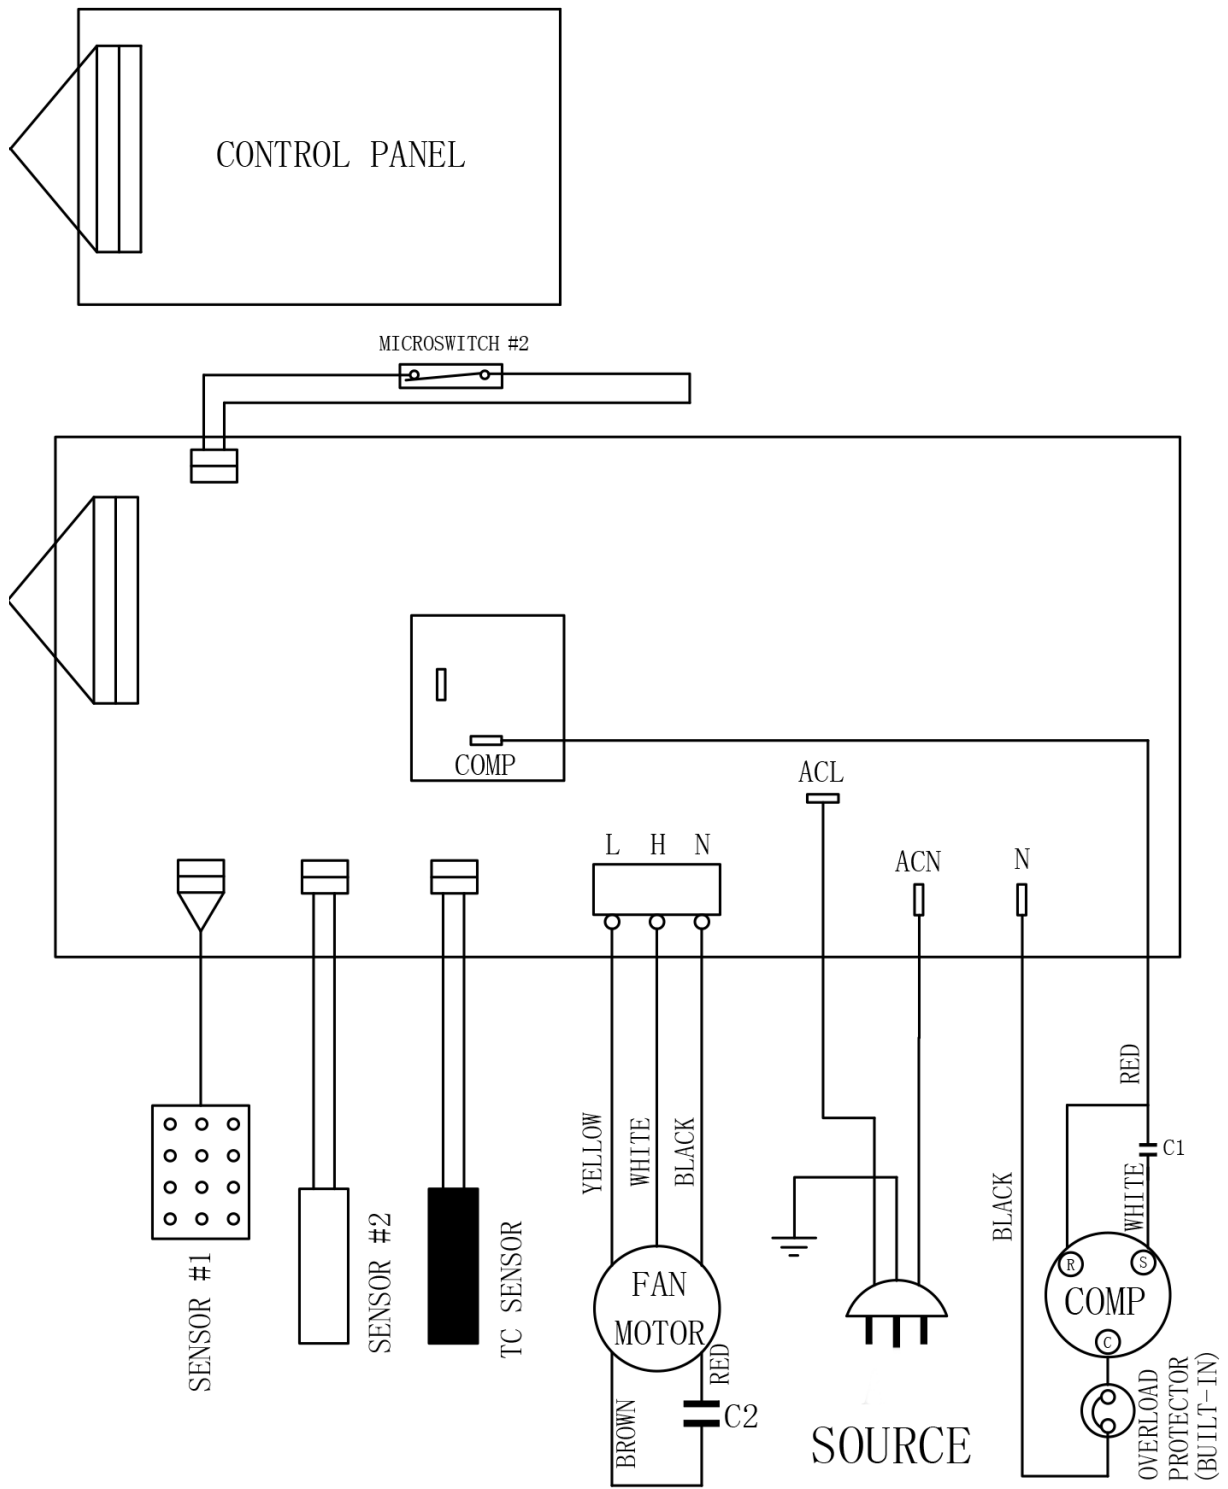 CONTROL PANEL
MICROSWITCH #2
COMP
ACL
L H N
ACN
N
RED
YELLOW
WHITE
BLACK
BLACK
C1
WHITE
SENSOR #1
SENSOR #2
TC SENSOR
FAN
MOTOR
RED
BROWN
C2
SOURCE
R
S
COMP
C
OVERLOAD
PROTECTOR
(BUILT-IN)